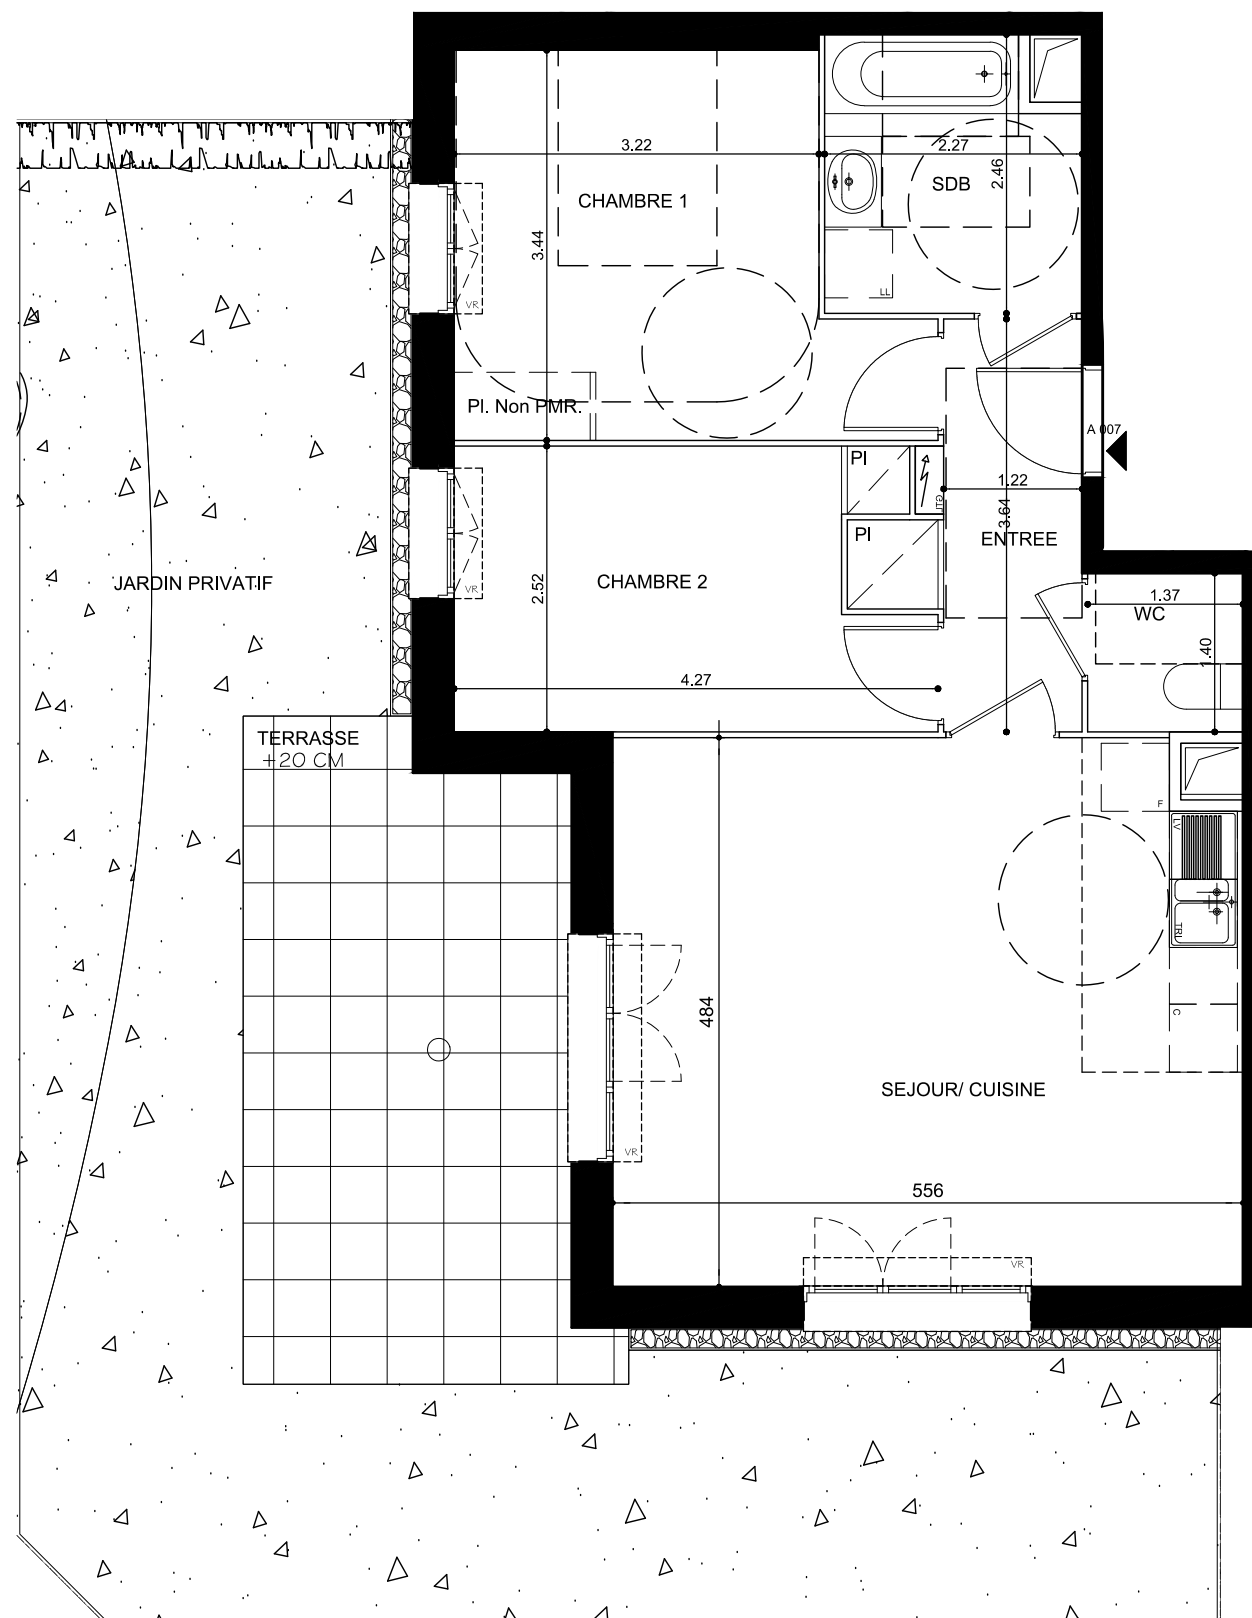 3.22
2.27
2.46
SDB
CHAMBRE 1
3.44
LL
VR
Pl. Non PMR.
A 007
PI
GTL
1.22
3.64
ENTREE
PI
CHAMBRE 2
2.52
VR
JARDIN PRIVATIF
1.37
WC
1.40
4.27
TERRASSE
+20 CM
F
LV
TRI
C
484
SEJOUR/ CUISINE
VR
556
VR